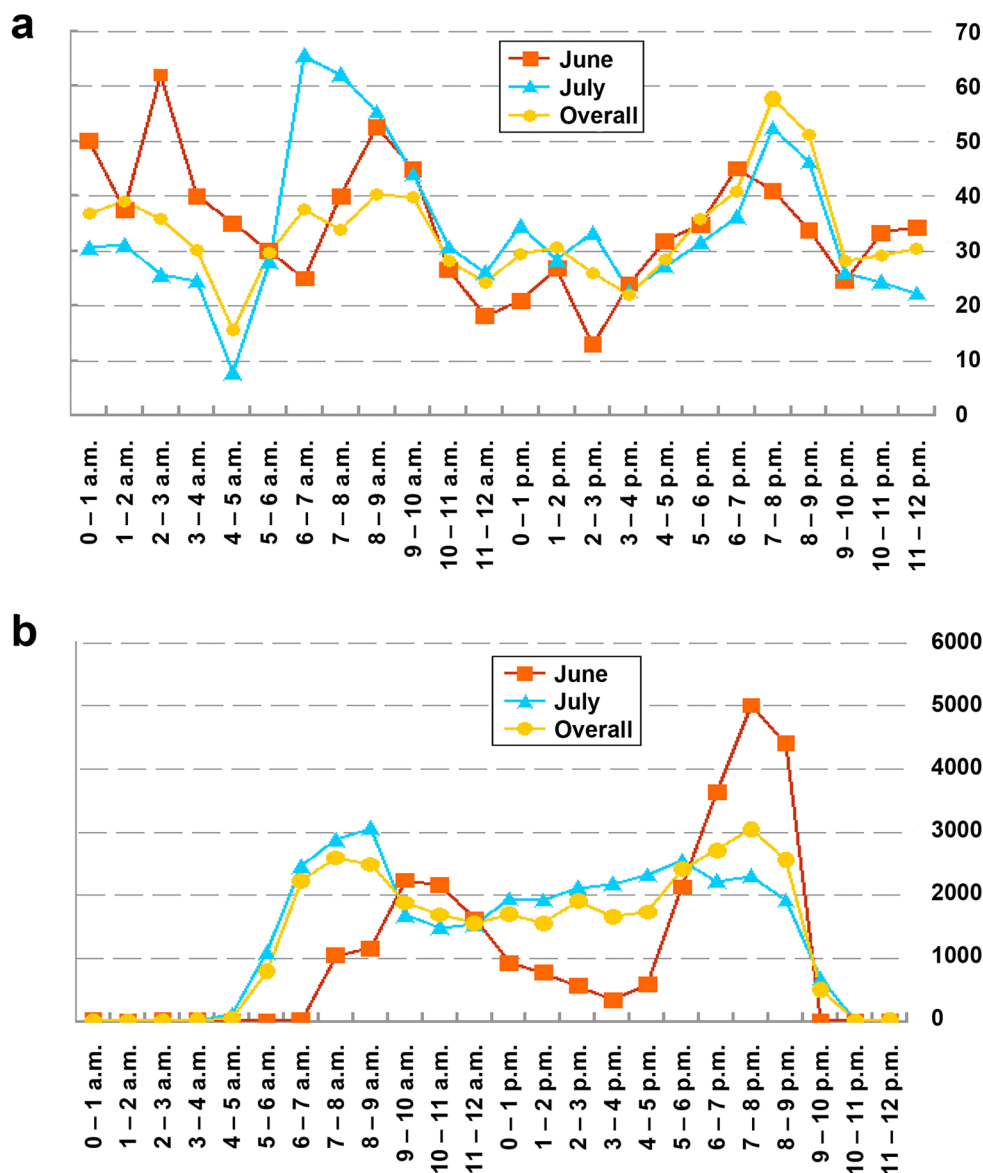 a
70
60
50
40
30
20
10
0
June
July
Overall
0 – 1 a.m.
1 – 2 a.m.
2 – 3 a.m.
3 – 4 a.m.
4 – 5 a.m.
5 – 6 a.m.
6 – 7 a.m.
7 – 8 a.m.
8 – 9 a.m.
9 – 10 a.m.
10 – 11 a.m.
11 – 12 a.m.
0 – 1 p.m.
1 – 2 p.m.
2 – 3 p.m.
3 – 4 p.m.
4 – 5 p.m.
5 – 6 p.m.
6 – 7 p.m.
7 – 8 p.m.
8 – 9 p.m.
9 – 10 p.m.
10 – 11 p.m.
11 – 12 p.m.
b
6000
5000
4000
3000
2000
1000
0
June
July
Overall
0 – 1 a.m.
1 – 2 a.m.
2 – 3 a.m.
3 – 4 a.m.
4 – 5 a.m.
5 – 6 a.m.
6 – 7 a.m.
7 – 8 a.m.
8 – 9 a.m.
9 – 10 a.m.
10 – 11 a.m.
11 – 12 a.m.
0 – 1 p.m.
1 – 2 p.m.
2 – 3 p.m.
3 – 4 p.m.
4 – 5 p.m.
5 – 6 p.m.
6 – 7 p.m.
7 – 8 p.m.
8 – 9 p.m.
9 – 10 p.m.
10 – 11 p.m.
11 – 12 p.m.